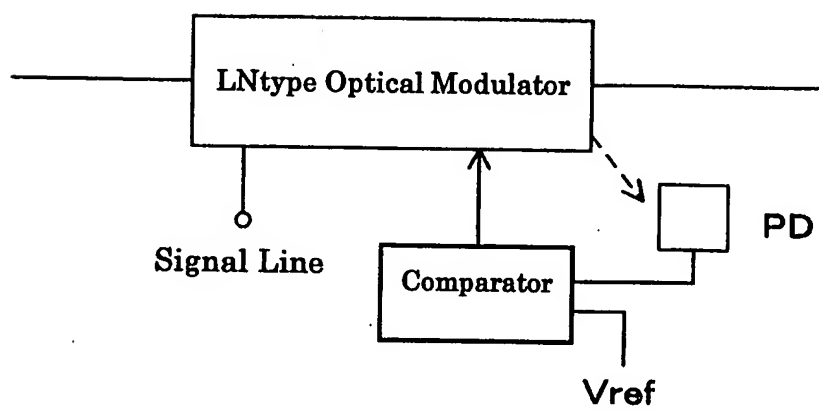 LNtype Optical Modulator
Signal Line
PD
Comparator
Vref